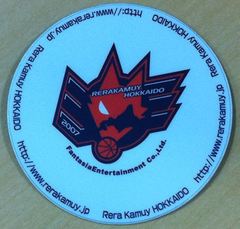 http://www.rerakamuy.jp
Rera Kamuy HOKKAIDO
http://www.rerakamuy.jp
Rera Kamuy HOKKAIDO
http://www.rerakamuy.jp
Rera Kamuy HOKKAIDO
RERAKAMUY
HOKKAIDO
2007
FantasiaEntertainment Co.,Ltd.